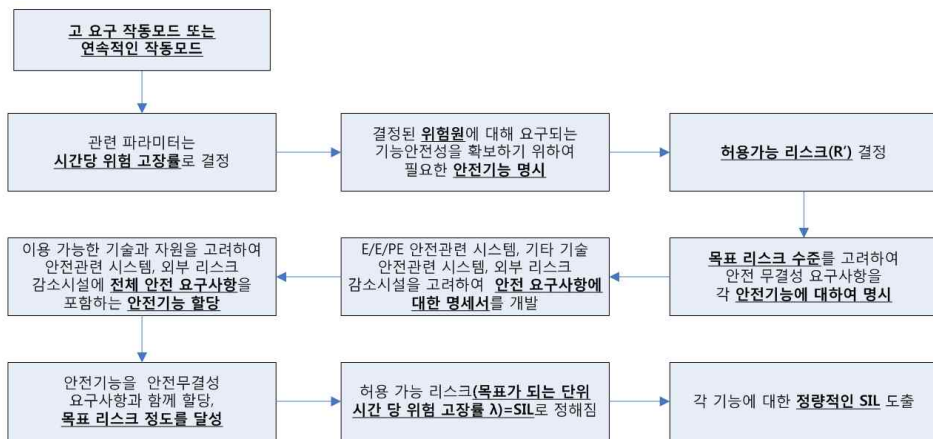 고 요구 작동모드 또는
연속적인 작동모드
관련 파라미터는
시간당 위험 고장률로 결정
결정된 위험원에 대해 요구되는
기능안전성을 확보하기 위하여
필요한 안전기능 명시
허용가능 리스크(R') 결정
목표 리스크 수준를 고려하여
안전 무결성 요구사항을
각 안전기능에 대하여 명시
E/E/PE 안전관련 시스템, 기타 기술
안전관련 시스템, 외부 리스크
감소시설을 고려하여 안전 요구사항에
대한 명세서를 개발
이용 가능한 기술과 자원을 고려하여
안전관련 시스템, 외부 리스크
감소시설에 전체 안전 요구사항을
포함하는 안전기능 할당
안전기능을 안전무결성
요구사항과 함께 할당,
목표 리스크 정도를 달성
허용 가능 리스크(목표가 되는 단위
시간 당 위험 고장률 λ)=SIL로 정해짐
각 기능에 대한 정량적인 SIL 도출